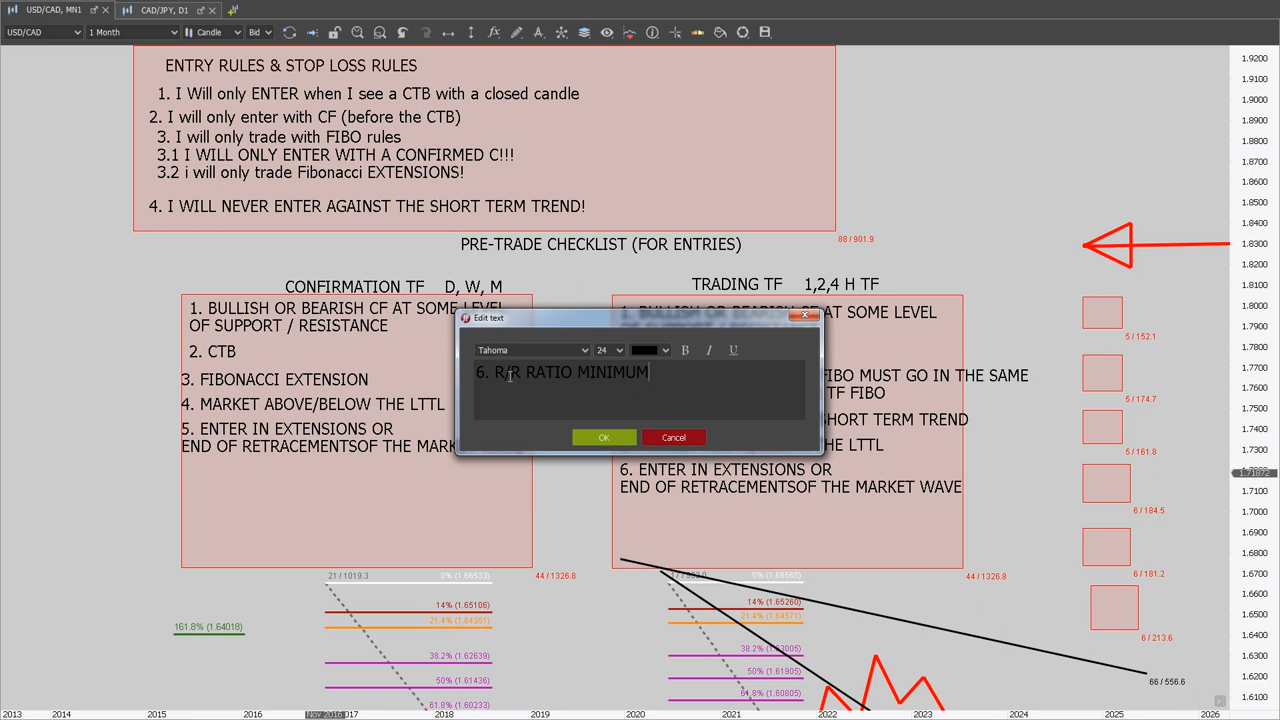 USD/CAD, MN1
CAD/JPY, D1
USD/CAD
1 Month
Candle
Bid
ENTRY RULES & STOP LOSS RULES
1. I Will only ENTER when I see a CTB with a closed candle
2. I will only enter with CF (before the CTB)
3. I will only trade with FIBO rules
3.1 I WILL ONLY ENTER WITH A CONFIRMED C!!!
3.2 i will only trade Fibonacci EXTENSIONS!
4. I WILL NEVER ENTER AGAINST THE SHORT TERM TREND!
88 / 901.9
PRE-TRADE CHECKLIST (FOR ENTRIES)
CONFIRMATION TF D, W, M
1. BULLISH OR BEARISH CF AT SOME LEVEL
OF SUPPORT / RESISTANCE
2. CTB
3. FIBONACCI EXTENSION
4. MARKET ABOVE/BELOW THE LTTL
5. ENTER IN EXTENSIONS OR
END OF RETRACEMENTSOF THE MARK
44 / 1326.8
TRADING TF 1,2,4 H TF
1. BULLISH OR BEARISH CF AT SOME LEVEL
FIBO MUST GO IN THE SAME
TF FIBO
SHORT TERM TREND
THE LTTL
6. ENTER IN EXTENSIONS OR
END OF RETRACEMENTSOF THE MARKET WAVE
44 / 1326.8
Edit text
Tahoma
24
B I U
6. R/R RATIO MINIMUM
OK
Cancel
5 / 152.1
5 / 174.7
5 / 161.8
6 / 184.5
6 / 181.2
6 / 213.6
66 / 556.6
161.8% (1.64018)
21 / 1019.3
0% (1.66533)
14% (1.65106)
21.4% (1.64351)
38.2% (1.62639)
50% (1.61436)
61.8% (1.60233)
0% (1.66565)
14% (1.65260)
21.4% (1.64571)
38.2% (1.63005)
50% (1.61905)
61.8% (1.60805)
1.9200
1.9100
1.9000
1.8900
1.8800
1.8700
1.8600
1.8500
1.8400
1.8300
1.8200
1.8100
1.8000
1.7900
1.7800
1.7700
1.7600
1.7500
1.7400
1.7300
1.71872
1.7100
1.7000
1.6900
1.6800
1.6700
1.6600
1.6500
1.6400
1.6300
1.6200
1.6100
2013 2014 2015 2016 Nov 2016 2017 2018 2019 2020 2021 2022 2023 2024 2025 2026